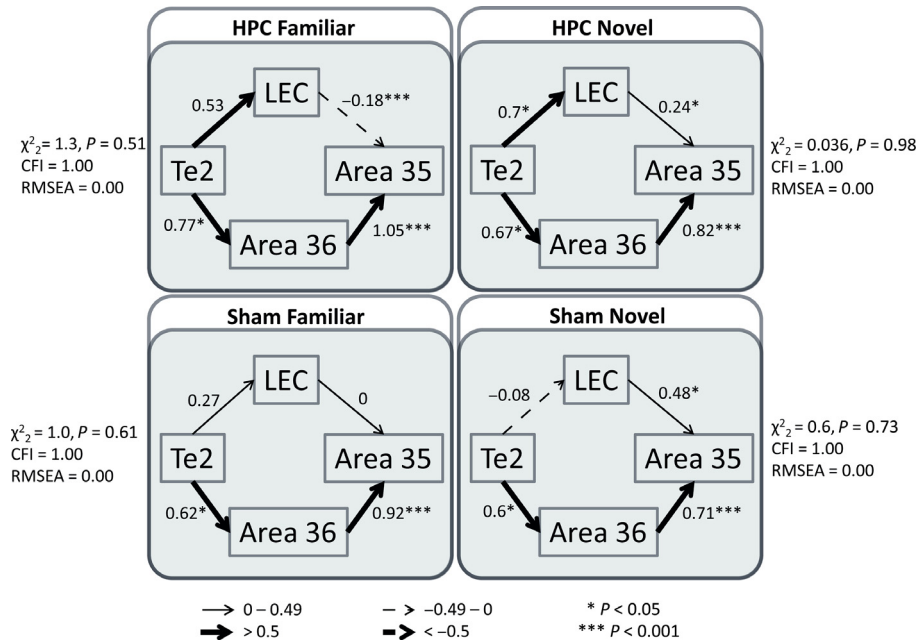 HPC Familiar
LEC
0.53
−0.18***
Te2
Area 35
0.77*
1.05***
Area 36
χ²₂= 1.3, P = 0.51
CFI = 1.00
RMSEA = 0.00
HPC Novel
LEC
0.7*
0.24*
Te2
Area 35
0.67*
0.82***
Area 36
χ²₂ = 0.036, P = 0.98
CFI = 1.00
RMSEA = 0.00
Sham Familiar
LEC
0.27
0
Te2
Area 35
0.62*
0.92***
Area 36
χ²₂ = 1.0, P = 0.61
CFI = 1.00
RMSEA = 0.00
Sham Novel
LEC
−0.08
0.48*
Te2
Area 35
0.6*
0.71***
Area 36
χ²₂ = 0.6, P = 0.73
CFI = 1.00
RMSEA = 0.00
0 – 0.49
−0.49 – 0
* P < 0.05
> 0.5
< −0.5
*** P < 0.001